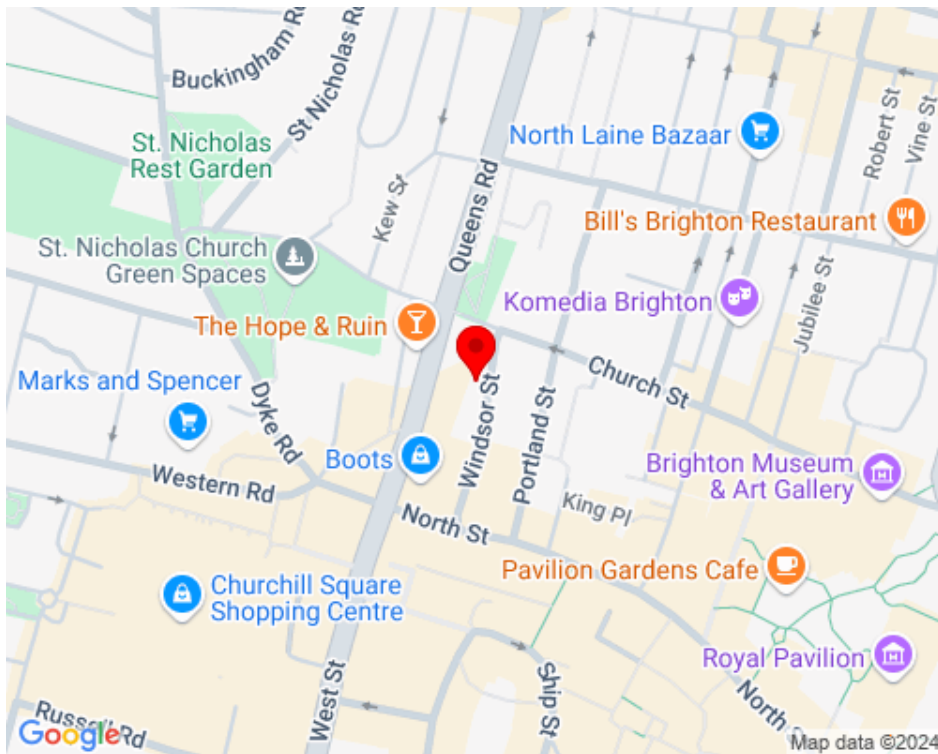 Buckingham Rd
St Nicholas Rd
St. Nicholas
Rest Garden
Kew St
Queens Rd
North Laine Bazaar
Robert St
Vine St
Bill's Brighton Restaurant
St. Nicholas Church
Green Spaces
Komedia Brighton
Jubilee St
The Hope & Ruin
Church St
Marks and Spencer
Dyke Rd
Windsor St
Portland St
Boots
Western Rd
Brighton Museum
& Art Gallery
King Pl
North St
Pavilion Gardens Cafe
Churchill Square
Shopping Centre
Royal Pavilion
West St
Ship St
North S
Russell Rd
Google
Map data ©2024